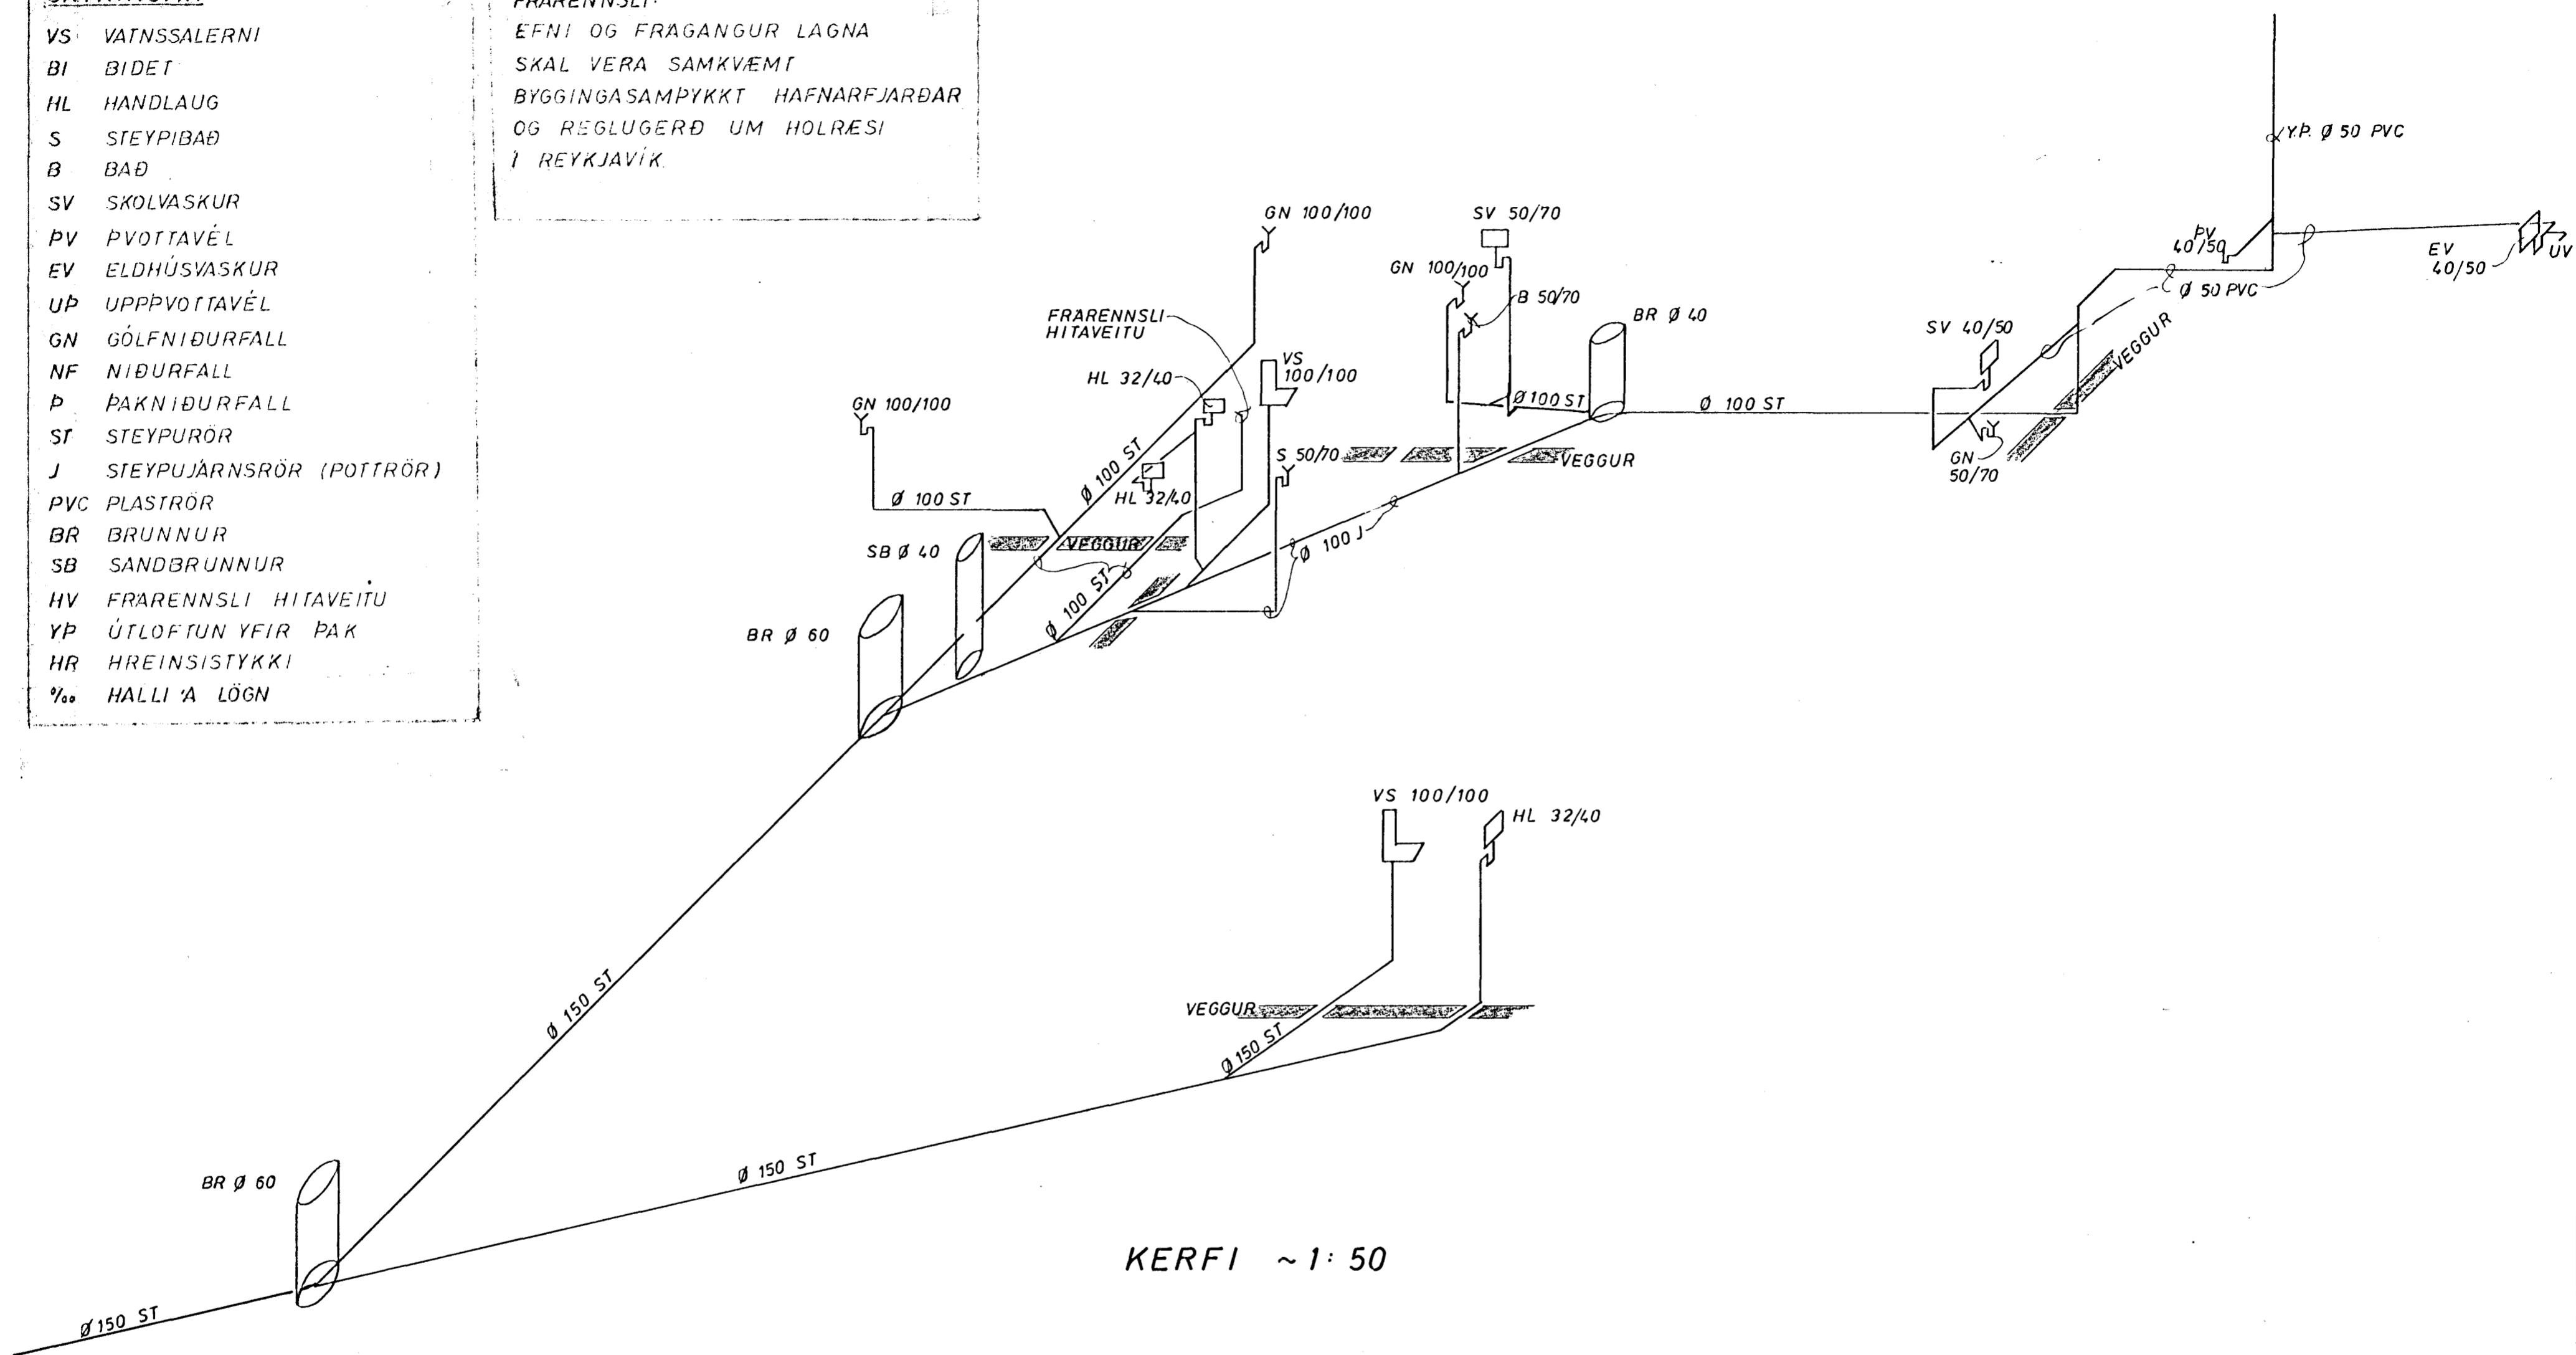 VS VATNSSALERNI
BI BIDET
HL HANDLAUG
S STEYPIBAÐ
B BAÐ
SV SKOLVASKUR
ÞV ÞVOTTAVÉL
EV ELDHÚSVASKUR
UÞ UPPÞVOTTAVÉL
GN GÓLFNIÐURFALL
NF NIÐURFALL
Þ ÞAKNIÐURFALL
ST STEYPURÖR
J STEYPUJÁRNSRÖR (POTTRÖR)
PVC PLASTRÖR
BR BRUNNUR
SB SANDBRUNNUR
HV FRÁRENNSLI HITAVEITU
YÞ ÚTLOFTUN YFIR ÞAK
HR HREINSISTYKKI
‰ HALLI Á LÖGN
FRÁRENNSLI:
EFNI OG FRÁGANGUR LAGNA
SKAL VERA SAMKVÆMT
BYGGINGASAMÞYKKT HAFNARFJARÐAR
OG REGLUGERÐ UM HOLRÆSI
Í REYKJAVÍK
Y.Þ. Ø 50 PVC
GN 100/100
SV 50/70
ÞV
40/50
EV
40/50
UV
GN 100/100
B 50/70
Ø 50 PVC
FRÁRENNSLI
HITAVEITU
BR Ø 40
SV 40/50
VEGGUR
VS
100/100
HL 32/40
GN 100/100
Ø 100 ST
Ø 100 ST
S 50/70
VEGGUR
GN
50/70
Ø 100 ST
HL 32/40
Ø 100 ST
VEGGUR
SB Ø 40
Ø 100 J
Ø 100 ST
BR Ø 60
VS 100/100
HL 32/40
Ø 150 ST
VEGGUR
Ø 150 ST
Ø 150 ST
BR Ø 60
KERFI ~1:50
Ø 150 ST